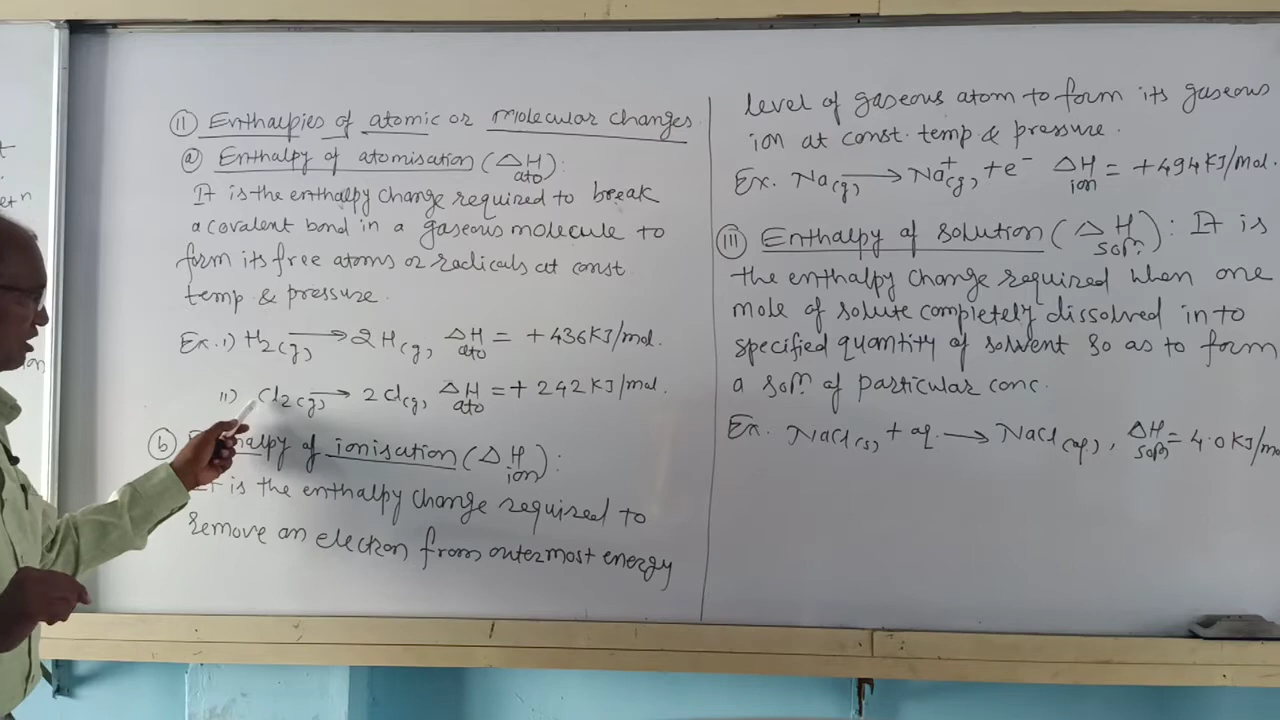 (II) Enthalpies of atomic or molecular changes
(a) Enthalpy of atomisation (ΔH ato):
It is the enthalpy change required to break
a covalent bond in a gaseous molecule to
form its free atoms or radicals at const
temp & pressure.
Ex. i) H2(g) → 2H(g), ΔH ato = +436 KJ/mol.
ii) Cl2(g) → 2Cl(g), ΔH ato = +242 KJ/mol.
(b) Enthalpy of ionisation (ΔH ion):
It is the enthalpy change required to
remove an electron from outermost energy
level of gaseous atom to form its gaseous
ion at const. temp & pressure.
Ex. Na(g) → Na+(g), + e- ΔH ion = +494 KJ/mol.
(III) Enthalpy of solution (ΔH soln): It is
the enthalpy change required when one
mole of solute completely dissolved in to
specified quantity of solvent so as to form
a soln of particular conc.
Ex. NaCl(s) + aq. → NaCl(aq), ΔH soln = 4.0 KJ/mo
etn
on